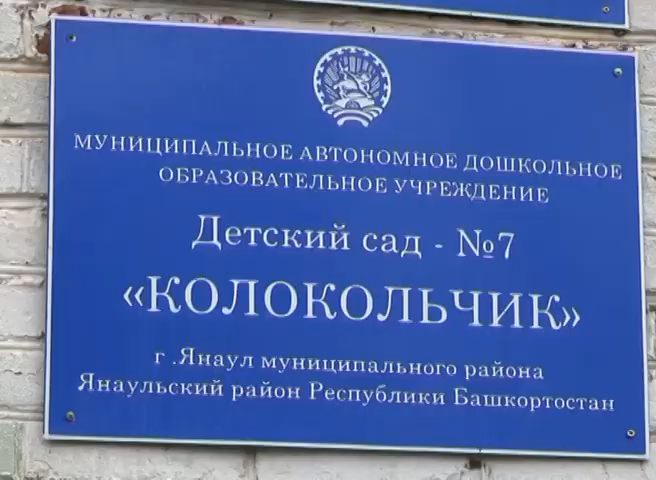 МУНИЦИПАЛЬНОЕ АВТОНОМНОЕ ДОШКОЛЬНОЕ
ОБРАЗОВАТЕЛЬНОЕ УЧРЕЖДЕНИЕ
Детский сад - №7
«КОЛОКОЛЬЧИК»
г .Янаул муниципального района
Янаульский район Республики Башкортостан